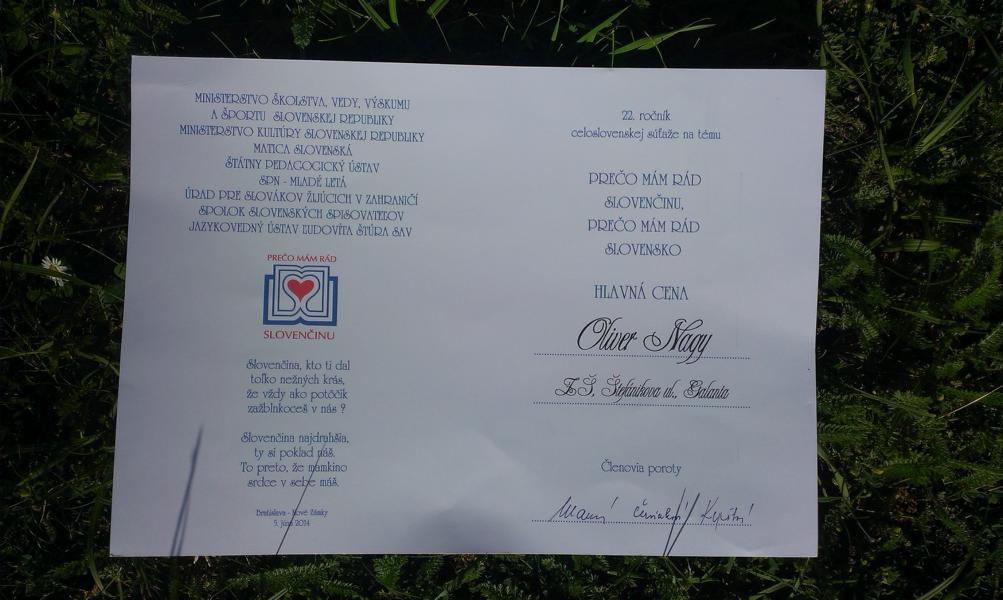 MINISTERSTVO ŠKOLSTVA, VEDY, VÝSKUMU
A ŠPORTU SLOVENSKEJ REPUBLIKY
MINISTERSTVO KULTÚRY SLOVENSKEJ REPUBLIKY
MATICA SLOVENSKÁ
ŠTÁTNY PEDAGOGICKÝ ÚSTAV
SPN - MLADÉ LETÁ
ÚRAD PRE SLOVÁKOV ŽIJÚCICH V ZAHRANIČÍ
SPOLOK SLOVENSKÝCH SPISOVATEĽOV
JAZYKOVEDNÝ ÚSTAV ĽUDOVÍTA ŠTÚRA SAV
PREČO MÁM RÁD
SLOVENČINU
Slovenčina, kto ti dal
toľko nežných krás,
že vždy ako potôčik
zažblnkoceš v nás ?
Slovenčina najdrahšia,
ty si poklad náš.
To preto, že mamkino
srdce v sebe máš.
Bratislava - Nové Zámky
5. júna 2014
22. ročník
celoslovenskej súťaže na tému
PREČO MÁM RÁD
SLOVENČINU,
PREČO MÁM RÁD
SLOVENSKO
HLAVNÁ CENA
Oliver Nagy
ZŠ, Štefánikova ul., Galanta
Členovia poroty